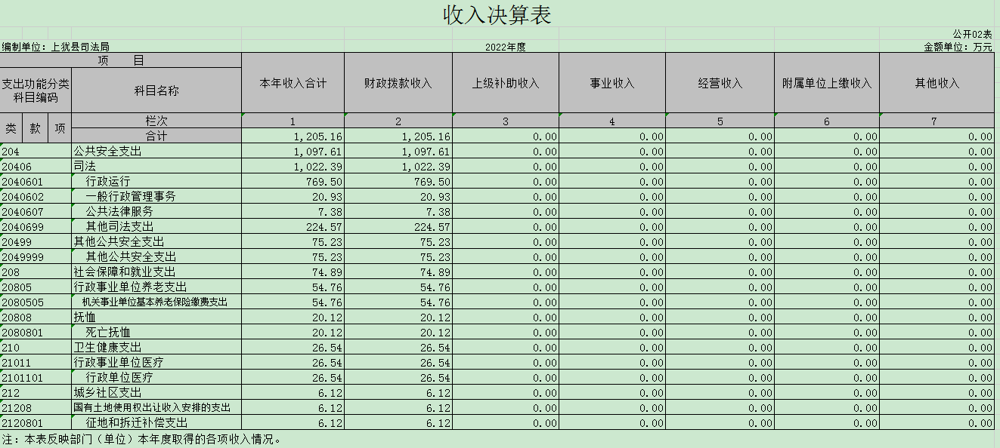 收入决算表
公开02表
编制单位：上犹县司法局 2022年度 金额单位：万元
项 目 本年收入合计 财政拨款收入 上级补助收入 事业收入 经营收入 附属单位上缴收入 其他收入
支出功能分类科目编码 科目名称
类 款 项 栏次 1 2 3 4 5 6 7
合计 1,205.16 1,205.16 0.00 0.00 0.00 0.00 0.00
204 公共安全支出 1,097.61 1,097.61 0.00 0.00 0.00 0.00 0.00
20406 司法 1,022.39 1,022.39 0.00 0.00 0.00 0.00 0.00
2040601 行政运行 769.50 769.50 0.00 0.00 0.00 0.00 0.00
2040602 一般行政管理事务 20.93 20.93 0.00 0.00 0.00 0.00 0.00
2040607 公共法律服务 7.38 7.38 0.00 0.00 0.00 0.00 0.00
2040699 其他司法支出 224.57 224.57 0.00 0.00 0.00 0.00 0.00
20499 其他公共安全支出 75.23 75.23 0.00 0.00 0.00 0.00 0.00
2049999 其他公共安全支出 75.23 75.23 0.00 0.00 0.00 0.00 0.00
208 社会保障和就业支出 74.89 74.89 0.00 0.00 0.00 0.00 0.00
20805 行政事业单位养老支出 54.76 54.76 0.00 0.00 0.00 0.00 0.00
2080505 机关事业单位基本养老保险缴费支出 54.76 54.76 0.00 0.00 0.00 0.00 0.00
20808 抚恤 20.12 20.12 0.00 0.00 0.00 0.00 0.00
2080801 死亡抚恤 20.12 20.12 0.00 0.00 0.00 0.00 0.00
210 卫生健康支出 26.54 26.54 0.00 0.00 0.00 0.00 0.00
21011 行政事业单位医疗 26.54 26.54 0.00 0.00 0.00 0.00 0.00
2101101 行政单位医疗 26.54 26.54 0.00 0.00 0.00 0.00 0.00
212 城乡社区支出 6.12 6.12 0.00 0.00 0.00 0.00 0.00
21208 国有土地使用权出让收入安排的支出 6.12 6.12 0.00 0.00 0.00 0.00 0.00
2120801 征地和拆迁补偿支出 6.12 6.12 0.00 0.00 0.00 0.00 0.00
注：本表反映部门（单位）本年度取得的各项收入情况。